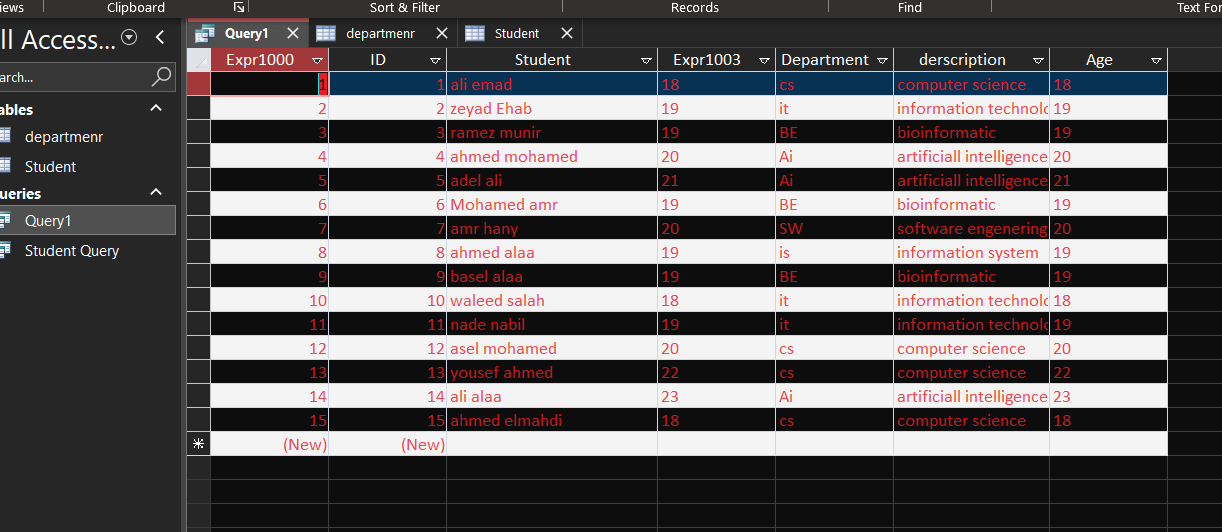 iews Clipboard Sort & Filter Records Find Text For
ll Access... Query1 departmenr Student
arch...
ables
departmenr
Student
ueries
Query1
Student Query
Expr1000 ID Student Expr1003 Department derscription Age
1 1 ali emad 18 cs computer science 18
2 2 zeyad Ehab 19 it information technolo 19
3 3 ramez munir 19 BE bioinformatic 19
4 4 ahmed mohamed 20 Ai artificiall intelligence 20
5 5 adel ali 21 Ai artificiall intelligence 21
6 6 Mohamed amr 19 BE bioinformatic 19
7 7 amr hany 20 SW software engenering 20
8 8 ahmed alaa 19 is information system 19
9 9 basel alaa 19 BE bioinformatic 19
10 10 waleed salah 18 it information technolo 18
11 11 nade nabil 19 it information technolo 19
12 12 asel mohamed 20 cs computer science 20
13 13 yousef ahmed 22 cs computer science 22
14 14 ali alaa 23 Ai artificiall intelligence 23
15 15 ahmed elmahdi 18 cs computer science 18
(New) (New)